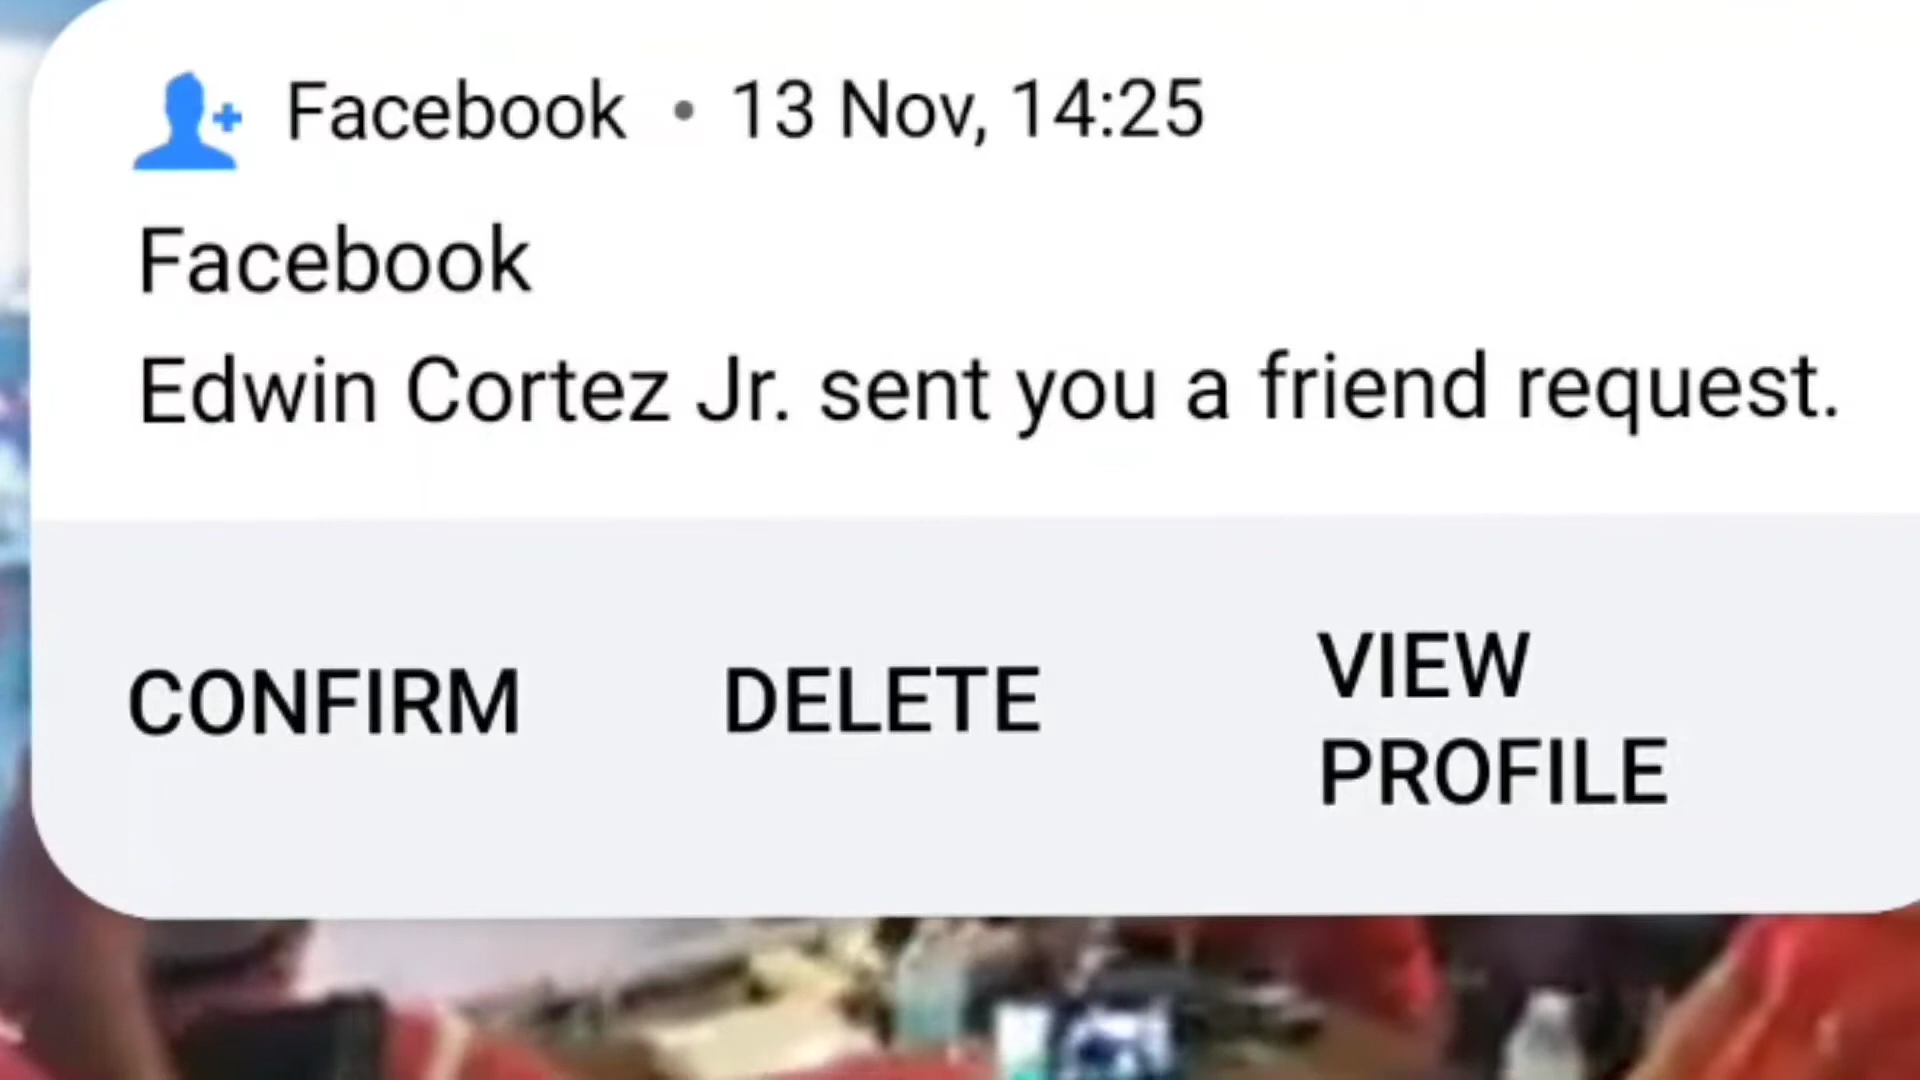 Facebook • 13 Nov, 14:25
Facebook
Edwin Cortez Jr. sent you a friend request.
CONFIRM DELETE VIEW PROFILE